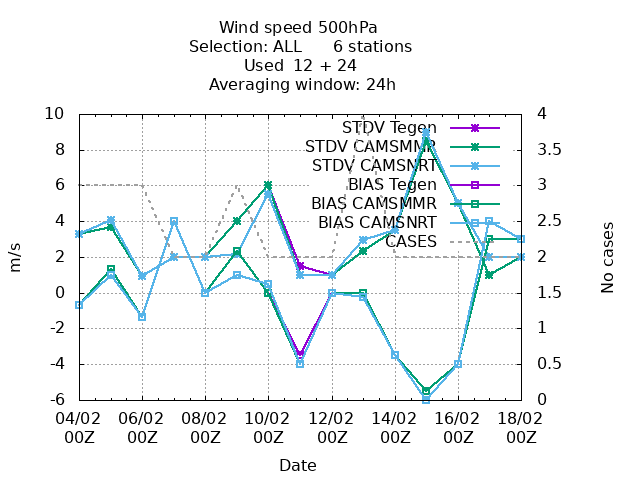 Wind speed 500hPa
Selection: ALL 6 stations
Used 12 + 24
Averaging window: 24h
10 4
STDV Tegen
STDV CAMSMMR
8 3.5
STDV CAMSNRT
6 BIAS Tegen 3
BIAS CAMSMMR
4 BIAS CAMSNRT 2.5
CASES
m/s
2 2
No cases
0 1.5
-2 1
-4 0.5
-6 0
04/02 06/02 08/02 10/02 12/02 14/02 16/02 18/02
00Z 00Z 00Z 00Z 00Z 00Z 00Z 00Z
Date